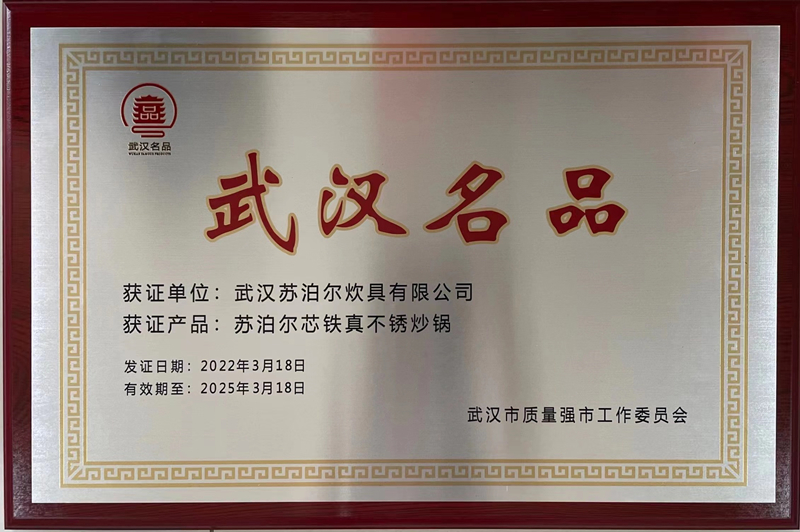 武汉名品
WUHAN FAMOUS PRODUCTS
武汉名品
获证单位：武汉苏泊尔炊具有限公司
获证产品：苏泊尔芯铁真不锈炒锅
发证日期：2022年3月18日
有效期至：2025年3月18日
武汉市质量强市工作委员会